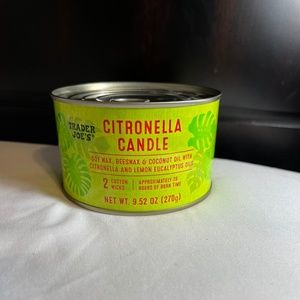 TRADER
JOE'S
CITRONELLA
CANDLE
SOY WAX, BEESWAX & COCONUT OIL WITH
CITRONELLA AND LEMON EUCALYPTUS OILS
2 COTTON
WICKS
APPROXIMATELY 20
HOURS OF BURN TIME
NET WT. 9.52 OZ (270g)